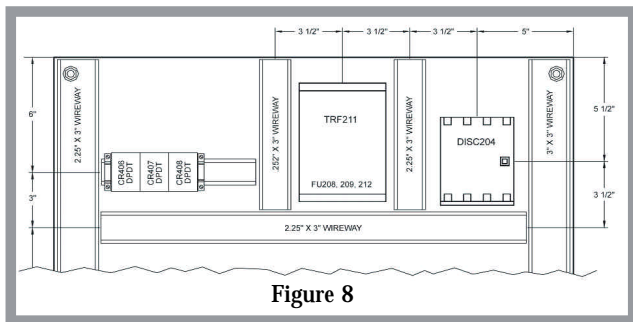 3 1/2" 3 1/2" 3 1/2" 5"
6"
3"
2.25" X 3" WIREWAY
CR406
DPDT
CR407
DPDT
CR408
DPDT
.252" X 3" WIREWAY
TRF211
FU208, 209, 212
2.25" X 3" WIREWAY
DISC204
3" X 3" WIREWAY
5 1/2"
3 1/2"
2.25" X 3" WIREWAY
Figure 8